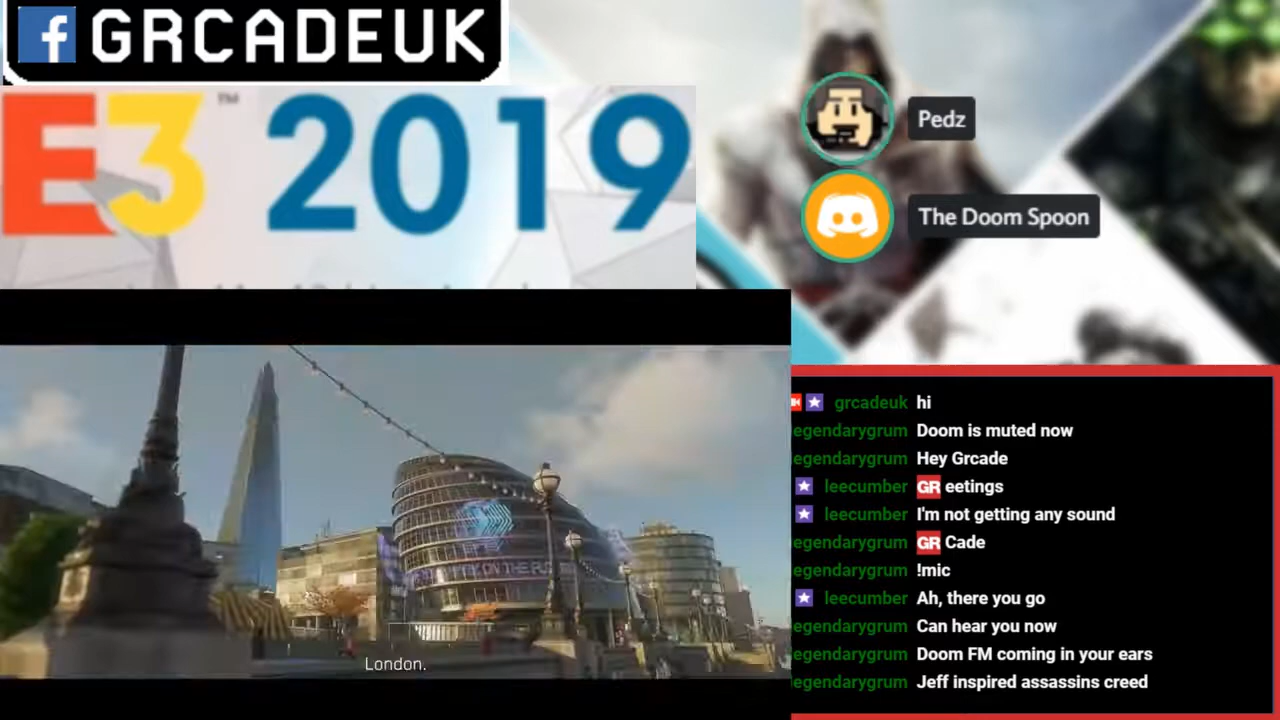 GRCADEUK
E3™ 2019
Pedz
The Doom Spoon
London.
grcadeuk hi
egendarygrum Doom is muted now
egendarygrum Hey Grcade
leecumber GR eetings
leecumber I'm not getting any sound
egendarygrum GR Cade
egendarygrum !mic
leecumber Ah, there you go
egendarygrum Can hear you now
egendarygrum Doom FM coming in your ears
egendarygrum Jeff inspired assassins creed